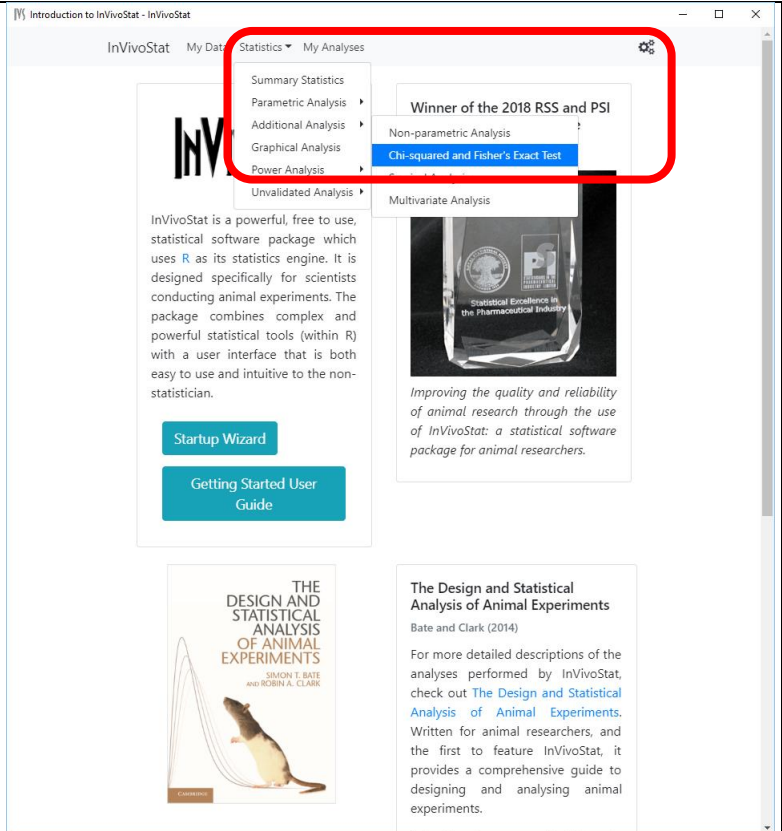 Introduction to InVivoStat - InVivoStat
InVivoStat My Data Statistics My Analyses
Summary Statistics
Parametric Analysis
Additional Analysis
Graphical Analysis
Power Analysis
Unvalidated Analysis
Non-parametric Analysis
Chi-squared and Fisher's Exact Test
Multivariate Analysis
INV
InVivoStat is a powerful, free to use,
statistical software package which
uses R as its statistics engine. It is
designed specifically for scientists
conducting animal experiments. The
package combines complex and
powerful statistical tools (within R)
with a user interface that is both
easy to use and intuitive to the non-
statistician.
Startup Wizard
Getting Started User
Guide
Winner of the 2018 RSS and PSI
PSI
Statistical Excellence in
the Pharmaceutical Industry
Improving the quality and reliability
of animal research through the use
of InVivoStat: a statistical software
package for animal researchers.
THE
DESIGN AND
STATISTICAL
ANALYSIS
OF ANIMAL
EXPERIMENTS
SIMON T. BATE
AND ROBIN A. CLARK
CAMBRIDGE
The Design and Statistical
Analysis of Animal Experiments
Bate and Clark (2014)
For more detailed descriptions of the
analyses performed by InVivoStat,
check out The Design and Statistical
Analysis of Animal Experiments.
Written for animal researchers, and
the first to feature InVivoStat, it
provides a comprehensive guide to
designing and analysing animal
experiments.